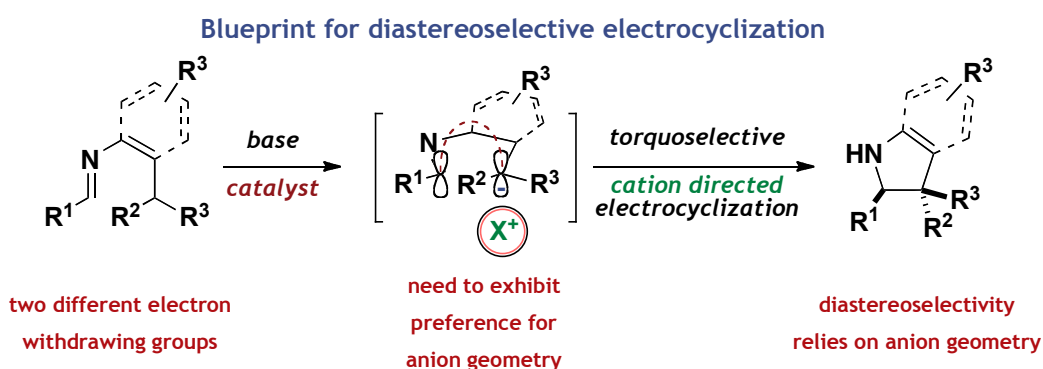 Blueprint for diastereoselective electrocyclization
R3
N
R1
R2
R3
base
catalyst
R3
N
R1
R2
-
R3
X+
torquoselective
cation directed
electrocyclization
R3
HN
R1
R3
R2
two different electron
withdrawing groups
need to exhibit
preference for
anion geometry
diastereoselectivity
relies on anion geometry